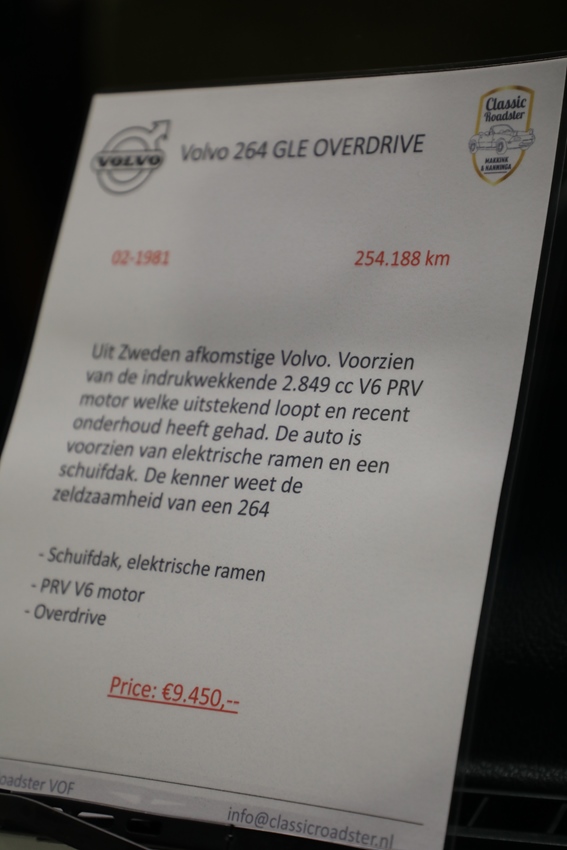 VOLVO
Volvo 264 GLE OVERDRIVE
Classic
Roadster
MAKKINK
& KANNINGA
02-1981
254.188 km
Uit Zweden afkomstige Volvo. Voorzien
van de indrukwekkende 2.849 cc V6 PRV
motor welke uitstekend loopt en recent
onderhoud heeft gehad. De auto is
voorzien van elektrische ramen en een
schuifdak. De kenner weet de
zeldzaamheid van een 264
- Schuifdak, elektrische ramen
- PRV V6 motor
- Overdrive
Price: €9.450,--
oadster VOF
info@classicroadster.nl